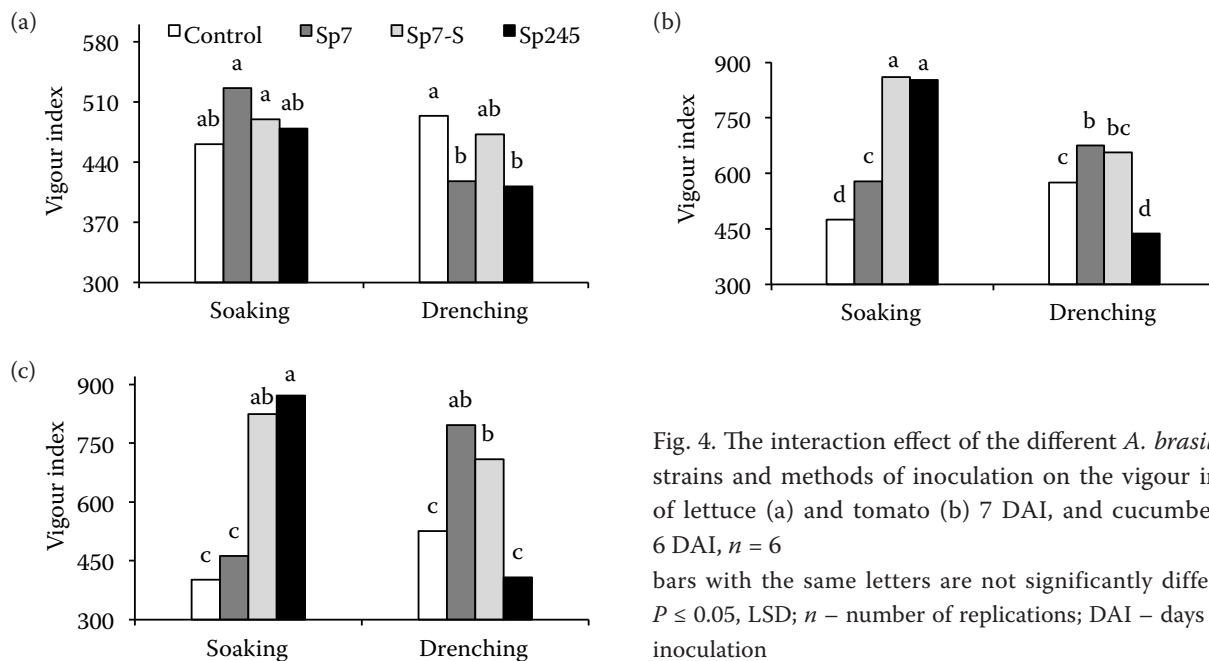 (a)
580
510
440
370
300
Vigour index
Control Sp7 Sp7-S Sp245
ab a a ab
a b ab b
Soaking Drenching
(b)
900
750
600
450
300
Vigour index
d c a a
c b bc d
Soaking Drenching
(c)
900
750
600
450
300
Vigour index
c c ab a
c ab b c
Soaking Drenching
Fig. 4. The interaction effect of the different A. brasil
strains and methods of inoculation on the vigour in
of lettuce (a) and tomato (b) 7 DAI, and cucumbe
6 DAI, n = 6
bars with the same letters are not significantly differ
P ≤ 0.05, LSD; n – number of replications; DAI – days
inoculation